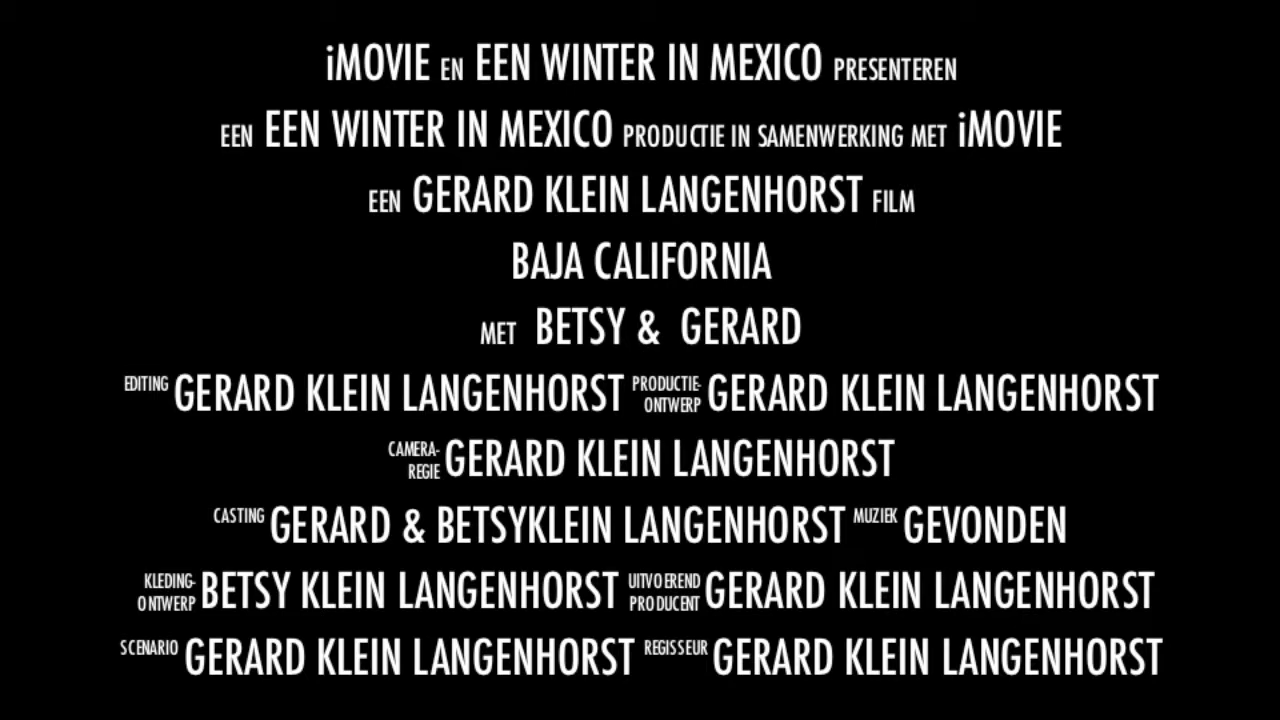 iMOVIE EN EEN WINTER IN MEXICO PRESENTEREN
EEN EEN WINTER IN MEXICO PRODUCTIE IN SAMENWERKING MET iMOVIE
EEN GERARD KLEIN LANGENHORST FILM
BAJA CALIFORNIA
MET BETSY & GERARD
EDITING GERARD KLEIN LANGENHORST PRODUCTIE-ONTWERP GERARD KLEIN LANGENHORST
CAMERA-REGIE GERARD KLEIN LANGENHORST
CASTING GERARD & BETSYKLEIN LANGENHORST MUZIEK GEVONDEN
KLEDING-ONTWERP BETSY KLEIN LANGENHORST UITVOEREND PRODUCENT GERARD KLEIN LANGENHORST
SCENARIO GERARD KLEIN LANGENHORST REGISSEUR GERARD KLEIN LANGENHORST